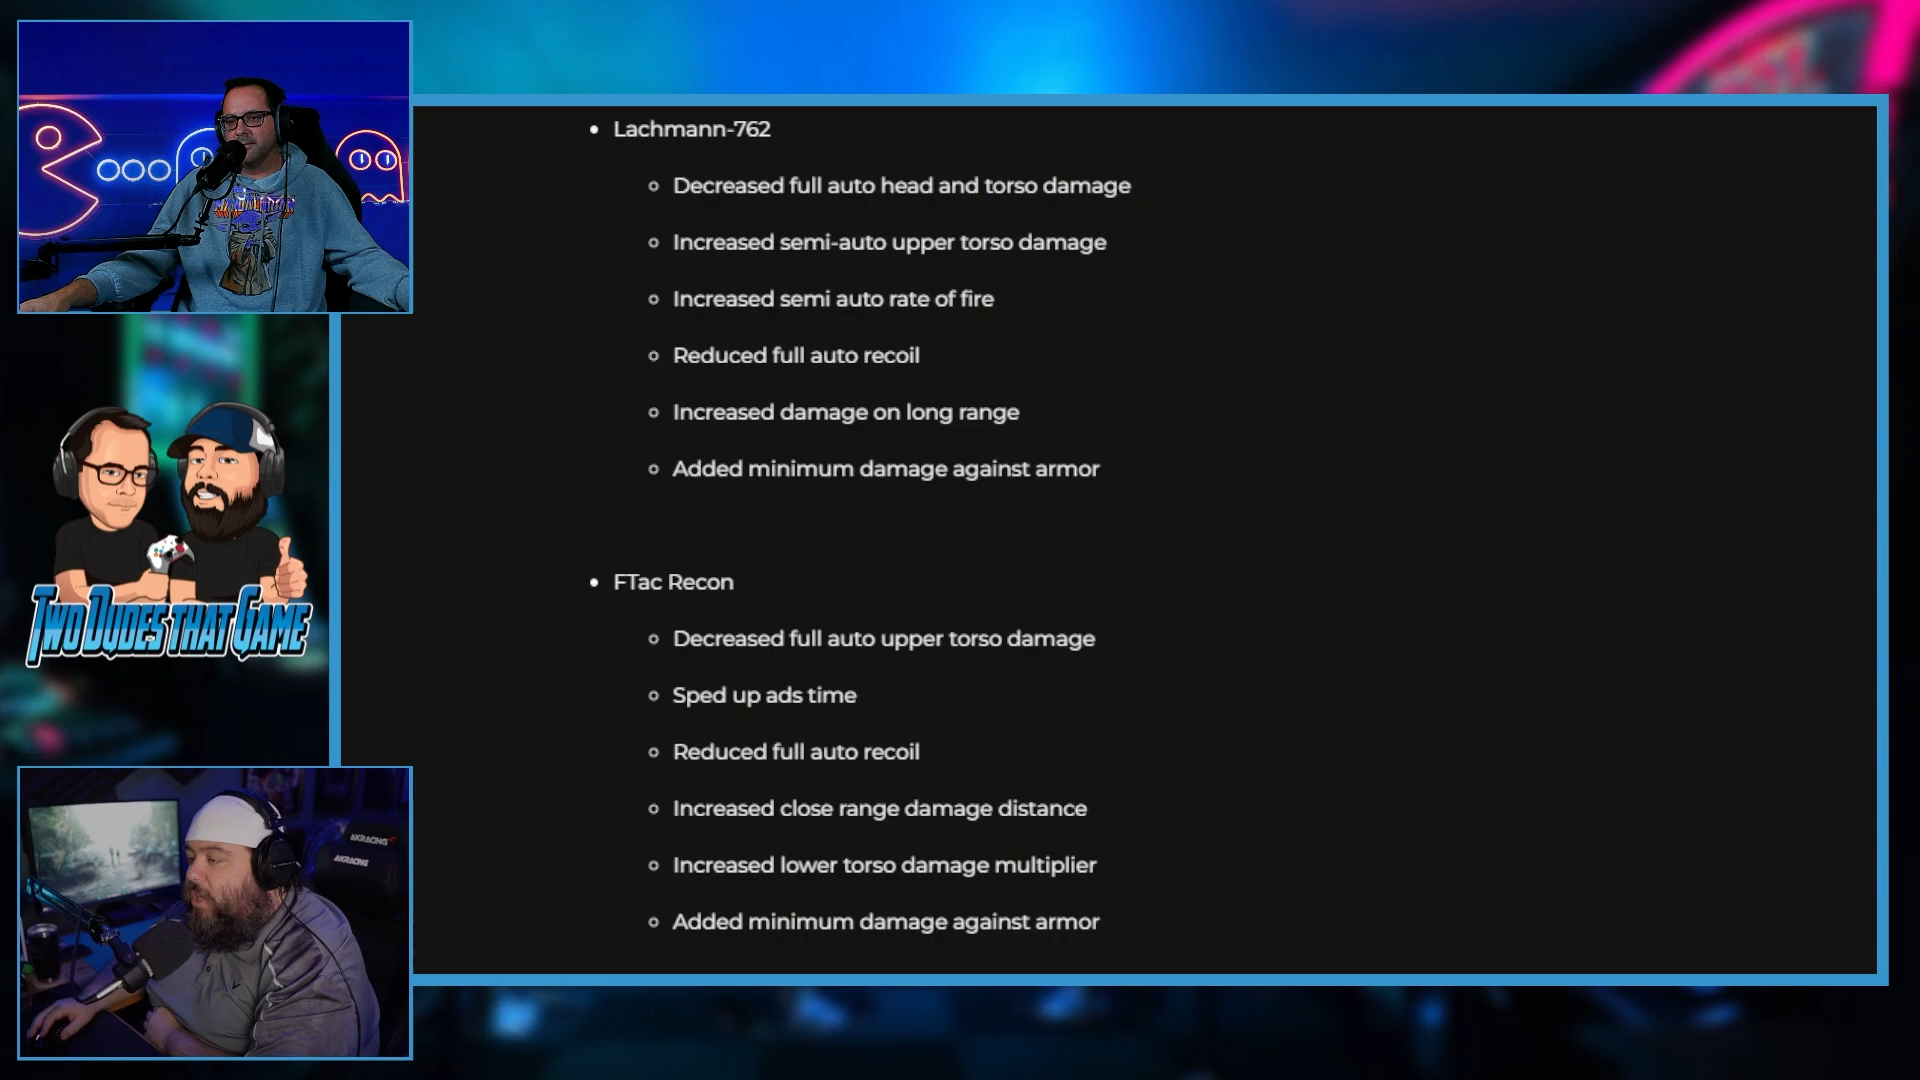 Lachmann-762
Decreased full auto head and torso damage
Increased semi-auto upper torso damage
Increased semi auto rate of fire
Reduced full auto recoil
Increased damage on long range
Added minimum damage against armor
FTac Recon
Decreased full auto upper torso damage
Sped up ads time
Reduced full auto recoil
Increased close range damage distance
Increased lower torso damage multiplier
Added minimum damage against armor
TWO DUDES THAT GAME
AKRACING
AKRACING